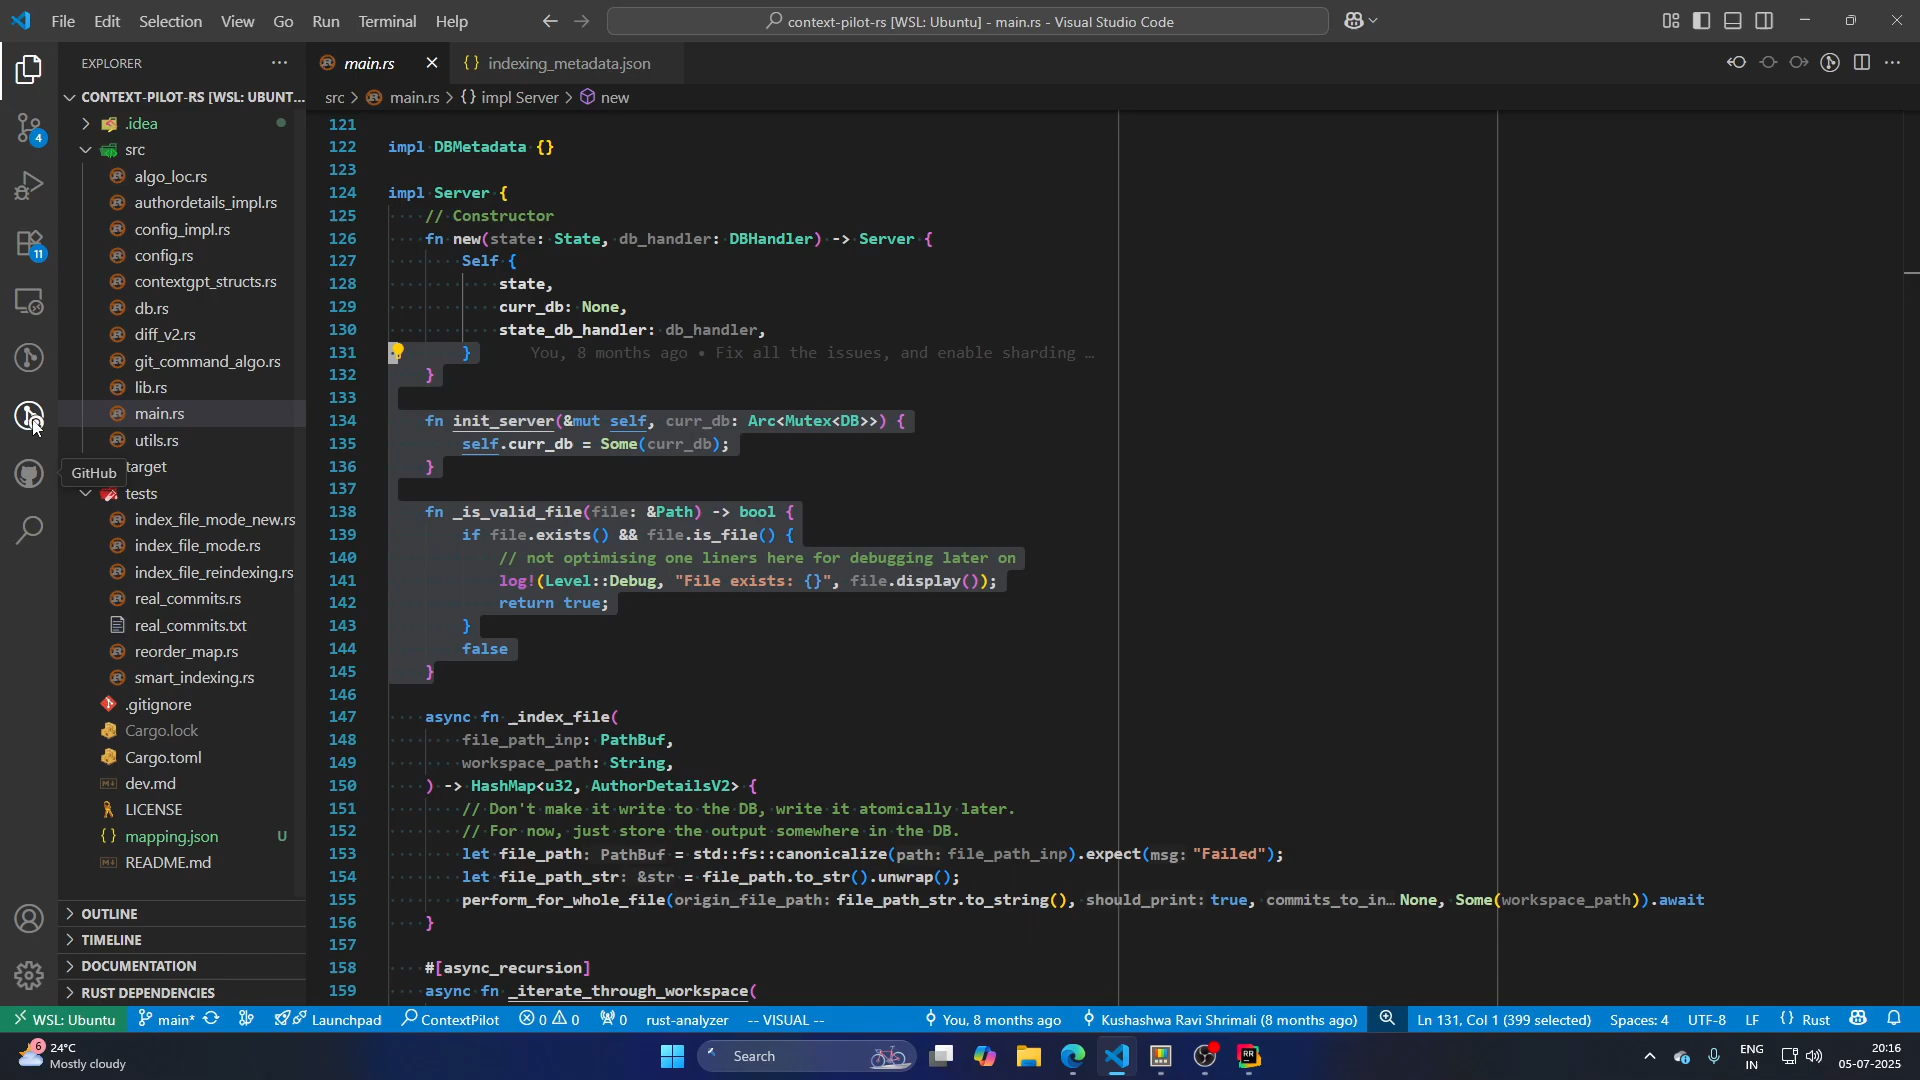 File Edit Selection View Go Run Terminal Help
context-pilot-rs [WSL: Ubuntu] - main.rs - Visual Studio Code
EXPLORER
CONTEXT-PILOT-RS [WSL: UBUNT...
.idea
src
algo_loc.rs
authordetails_impl.rs
config_impl.rs
config.rs
contextgpt_structs.rs
db.rs
diff_v2.rs
git_command_algo.rs
lib.rs
main.rs
utils.rs
target
tests
index_file_mode_new.rs
index_file_mode.rs
index_file_reindexing.rs
real_commits.rs
real_commits.txt
reorder_map.rs
smart_indexing.rs
.gitignore
Cargo.lock
Cargo.toml
dev.md
LICENSE
mapping.json U
README.md
OUTLINE
TIMELINE
DOCUMENTATION
RUST DEPENDENCIES
4
11
GitHub
main.rs
{} indexing_metadata.json
src > main.rs > {} impl Server > new
121
122 impl DBMetadata {}
123
124 impl Server {
125 // Constructor
126 fn new(state: State, db_handler: DBHandler) -> Server {
127 Self {
128 state,
129 curr_db: None,
130 state_db_handler: db_handler,
131 } You, 8 months ago • Fix all the issues, and enable sharding …
132 }
133
134 fn init_server(&mut self, curr_db: Arc<Mutex<DB>>) {
135 self.curr_db = Some(curr_db);
136 }
137
138 fn _is_valid_file(file: &Path) -> bool {
139 if file.exists() && file.is_file() {
140 // not optimising one liners here for debugging later on
141 log!(Level::Debug, "File exists: {}", file.display());
142 return true;
143 }
144 false
145 }
146
147 async fn _index_file(
148 file_path_inp: PathBuf,
149 workspace_path: String,
150 ) -> HashMap<u32, AuthorDetailsV2> {
151 // Don't make it write to the DB, write it atomically later.
152 // For now, just store the output somewhere in the DB.
153 let file_path: PathBuf = std::fs::canonicalize(path: file_path_inp).expect(msg: "Failed");
154 let file_path_str: &str = file_path.to_str().unwrap();
155 perform_for_whole_file(origin_file_path: file_path_str.to_string(), should_print: true, commits_to_in… None, Some(workspace_path)).await
156 }
157
158 #[async_recursion]
159 async fn _iterate_through_workspace(
WSL: Ubuntu main* Launchpad ContextPilot 0 0 0 rust-analyzer -- VISUAL -- You, 8 months ago Kushashwa Ravi Shrimali (8 months ago) Ln 131, Col 1 (399 selected) Spaces: 4 UTF-8 LF {} Rust
6
24°C
Mostly cloudy
Search
RR
ENG
IN
20:16
05-07-2025